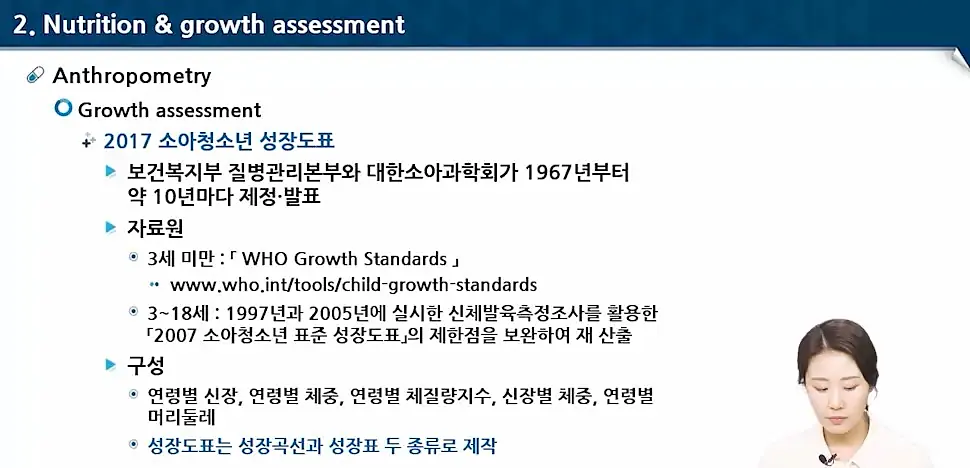 2. Nutrition & growth assessment
Anthropometry
Growth assessment
2017 소아청소년 성장도표
보건복지부 질병관리본부와 대한소아과학회가 1967년부터
약 10년마다 제정·발표
자료원
3세 미만 : 「 WHO Growth Standards 」
www.who.int/tools/child-growth-standards
3~18세 : 1997년과 2005년에 실시한 신체발육측정조사를 활용한
「2007 소아청소년 표준 성장도표」의 제한점을 보완하여 재 산출
구성
연령별 신장, 연령별 체중, 연령별 체질량지수, 신장별 체중, 연령별
머리둘레
성장도표는 성장곡선과 성장표 두 종류로 제작